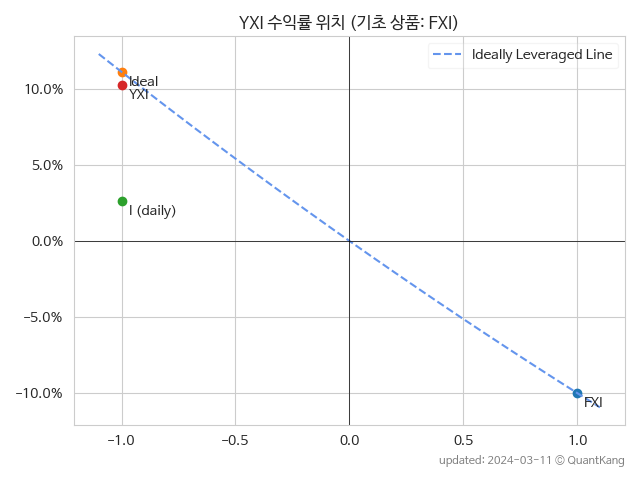 YXI 수익률 위치 (기초 상품: FXI)
Ideally Leveraged Line
10.0%
5.0%
0.0%
−5.0%
−10.0%
Ideal
YXI
I (daily)
FXI
−1.0 −0.5 0.0 0.5 1.0
updated: 2024-03-11 © QuantKang